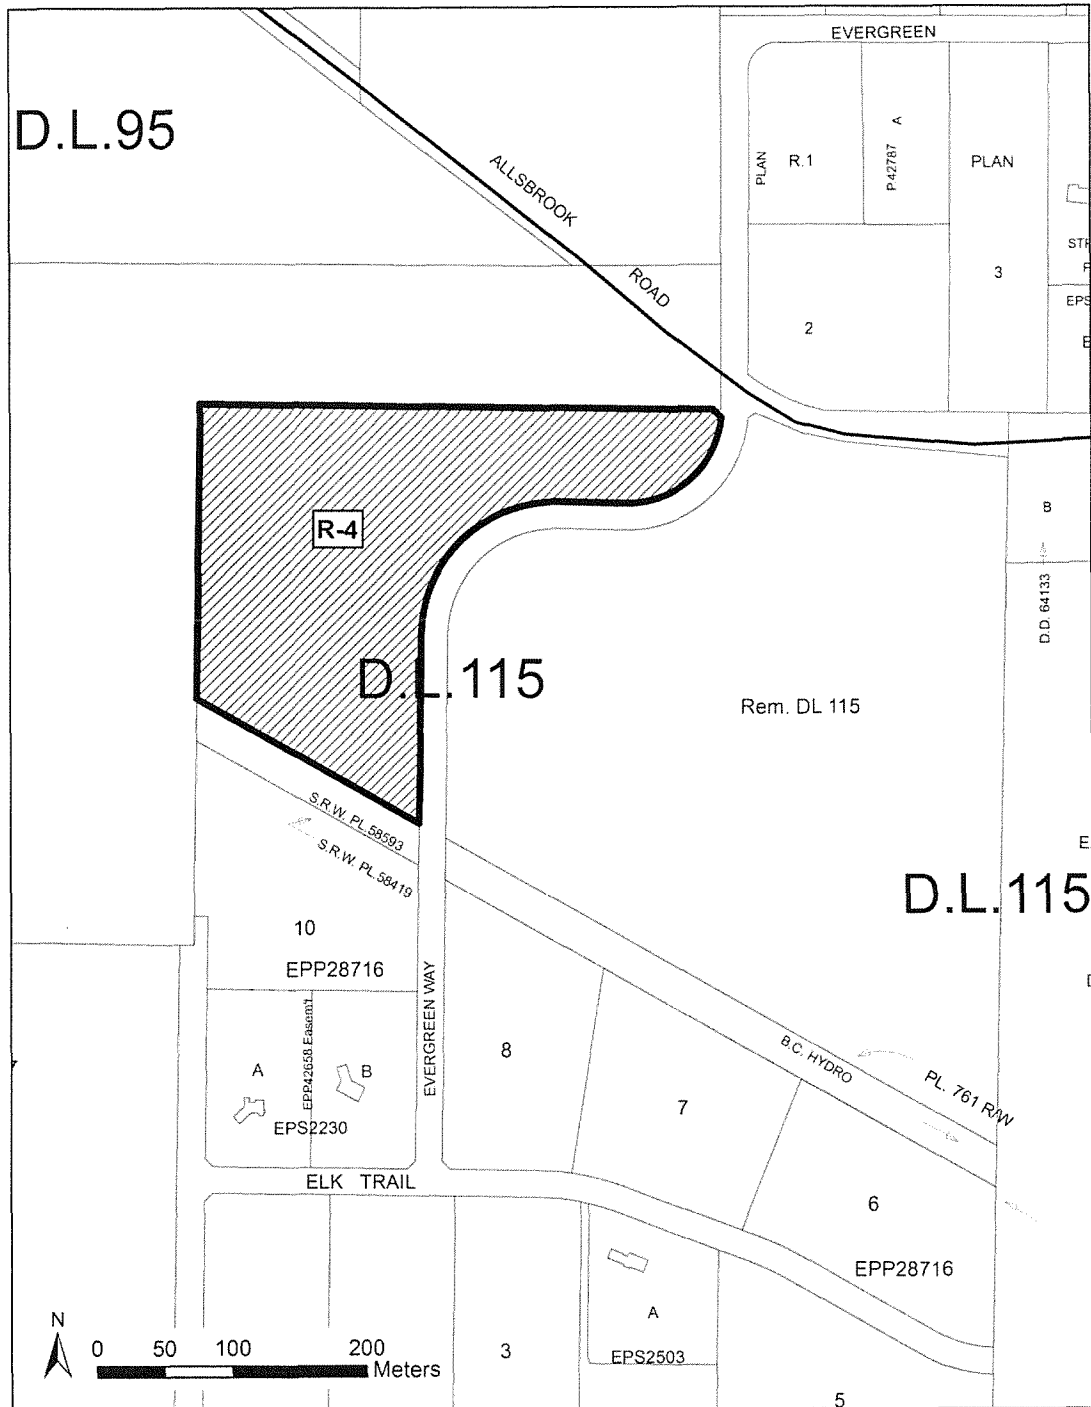 EVERGREEN
D.L.95
ALLSBROOK
ROAD
PLAN
R.1
P.42787
A
PLAN
3
2
EPS
R-4
D.L.115
Rem. DL 115
B
D.D. 64133
S.R.W. PL.58593
S.R.W. PL.58419
D.L.115
10
EPP28716
EVERGREEN WAY
A
EPP42658 Easem't
B
EPS2230
8
7
B.C. HYDRO
PL. 761 R/W
6
EPP28716
ELK TRAIL
A
EPS2503
3
5
N
0 50 100 200
Meters